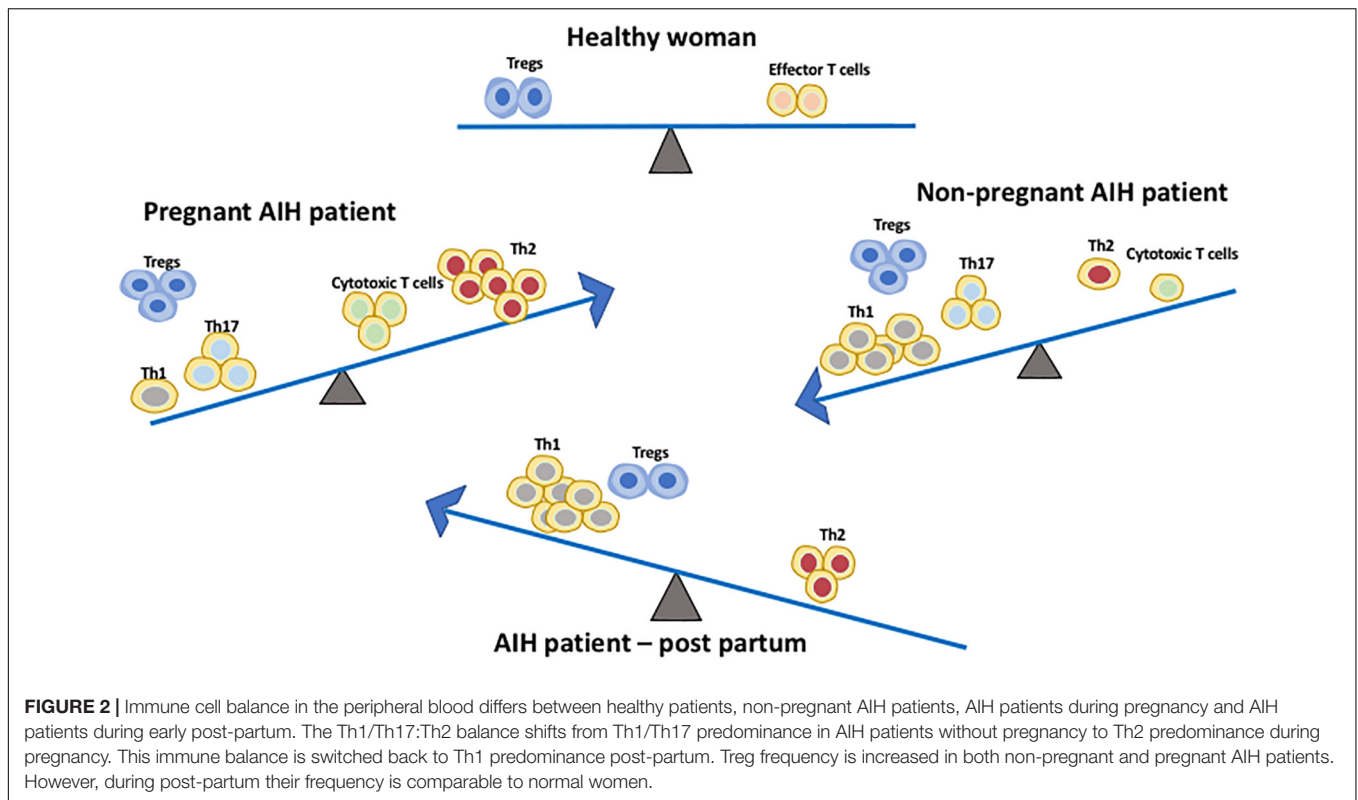 Healthy woman
Tregs
Effector T cells
Pregnant AIH patient
Tregs
Th17
Th1
Cytotoxic T cells
Th2
Non-pregnant AIH patient
Tregs
Th17
Th1
Th2
Cytotoxic T cells
Th1
Tregs
Th2
AIH patient – post partum
FIGURE 2 | Immune cell balance in the peripheral blood differs between healthy patients, non-pregnant AIH patients, AIH patients during pregnancy and AIH
patients during early post-partum. The Th1/Th17:Th2 balance shifts from Th1/Th17 predominance in AIH patients without pregnancy to Th2 predominance during
pregnancy. This immune balance is switched back to Th1 predominance post-partum. Treg frequency is increased in both non-pregnant and pregnant AIH patients.
However, during post-partum their frequency is comparable to normal women.